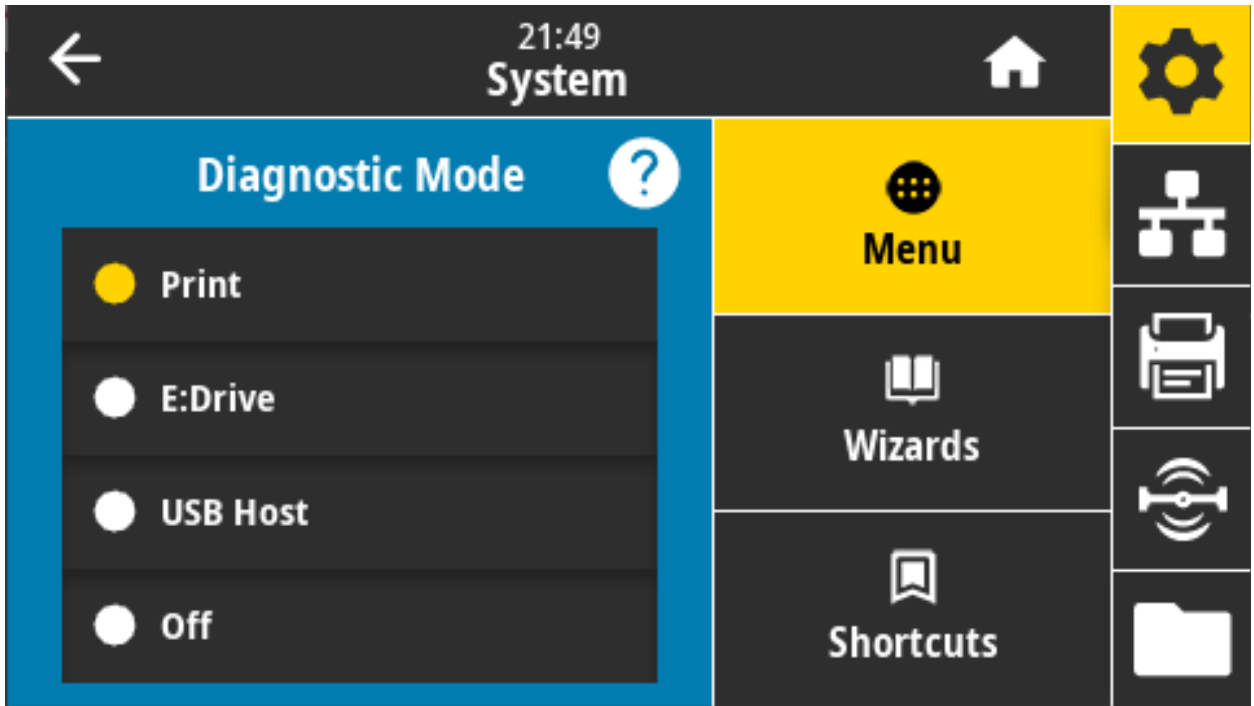 21:49
System
Diagnostic Mode
?
Print
E:Drive
USB Host
Off
Menu
Wizards
Shortcuts